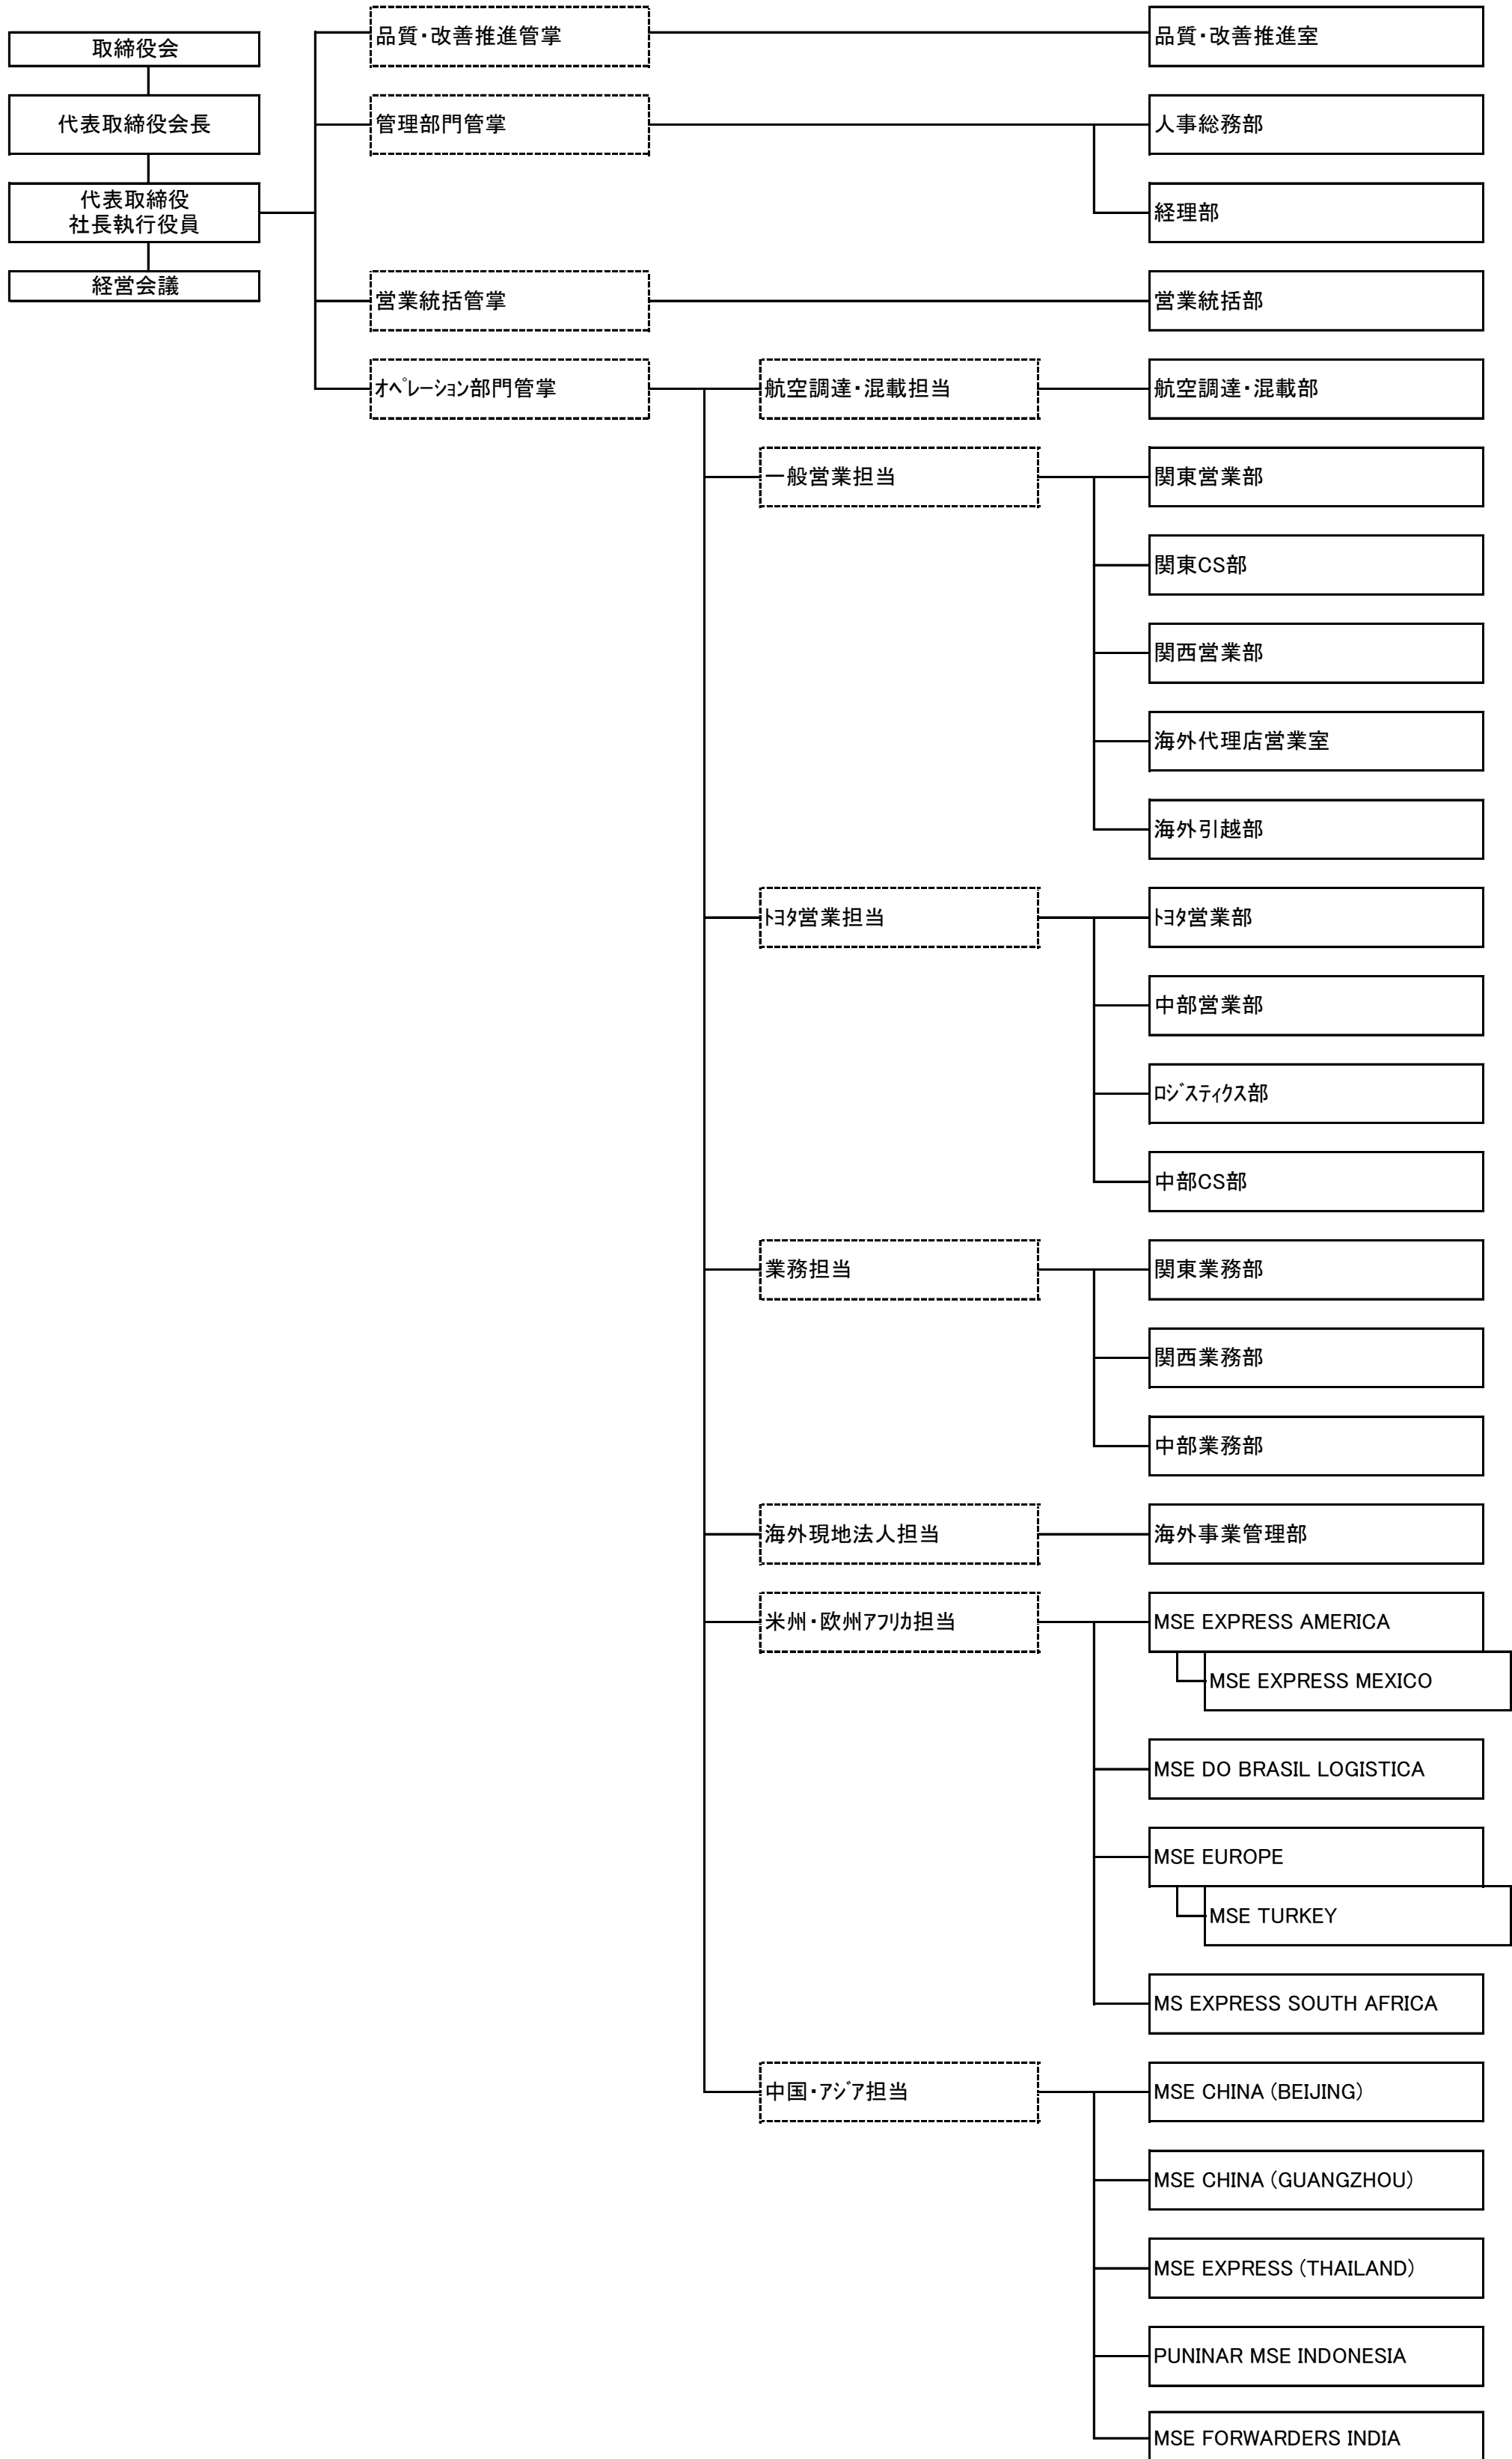 取締役会
代表取締役会長
代表取締役
社長執行役員
経営会議
品質・改善推進管掌
品質・改善推進室
管理部門管掌
人事総務部
経理部
営業統括管掌
営業統括部
ｵﾍﾟﾚｰｼｮﾝ部門管掌
航空調達・混載担当
航空調達・混載部
一般営業担当
関東営業部
関東CS部
関西営業部
海外代理店営業室
海外引越部
ﾄﾖﾀ営業担当
ﾄﾖﾀ営業部
中部営業部
ﾛｼﾞｽﾃｨｸｽ部
中部CS部
業務担当
関東業務部
関西業務部
中部業務部
海外現地法人担当
海外事業管理部
米州・欧州ｱﾌﾘｶ担当
MSE EXPRESS AMERICA
MSE EXPRESS MEXICO
MSE DO BRASIL LOGISTICA
MSE EUROPE
MSE TURKEY
MS EXPRESS SOUTH AFRICA
中国・ｱｼﾞｱ担当
MSE CHINA (BEIJING)
MSE CHINA (GUANGZHOU)
MSE EXPRESS (THAILAND)
PUNINAR MSE INDONESIA
MSE FORWARDERS INDIA